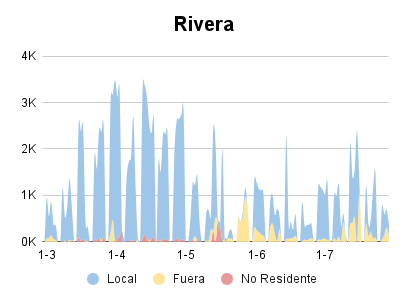 Rivera
4K
3K
2K
1K
0K
1-3 1-4 1-5 1-6 1-7
Local Fuera No Residente